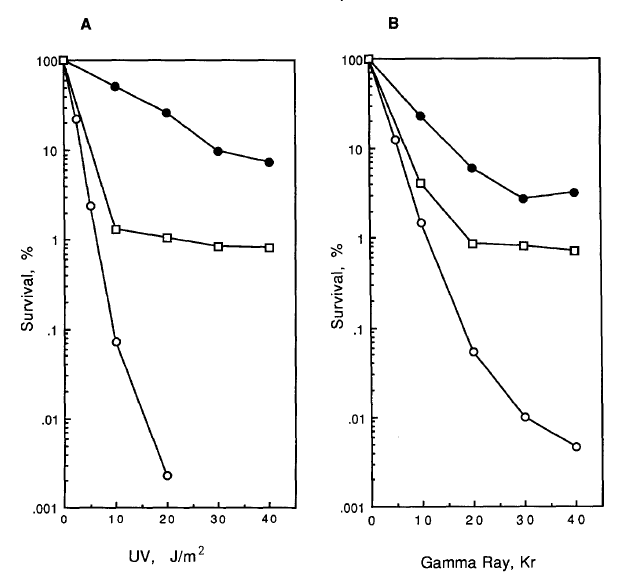 A
100
10
1
.1
.01
.001
Survival, %
0 10 20 30 40
UV, J/m²
B
100
10
1
.1
.01
.001
Survival, %
0 10 20 30 40
Gamma Ray, Kr